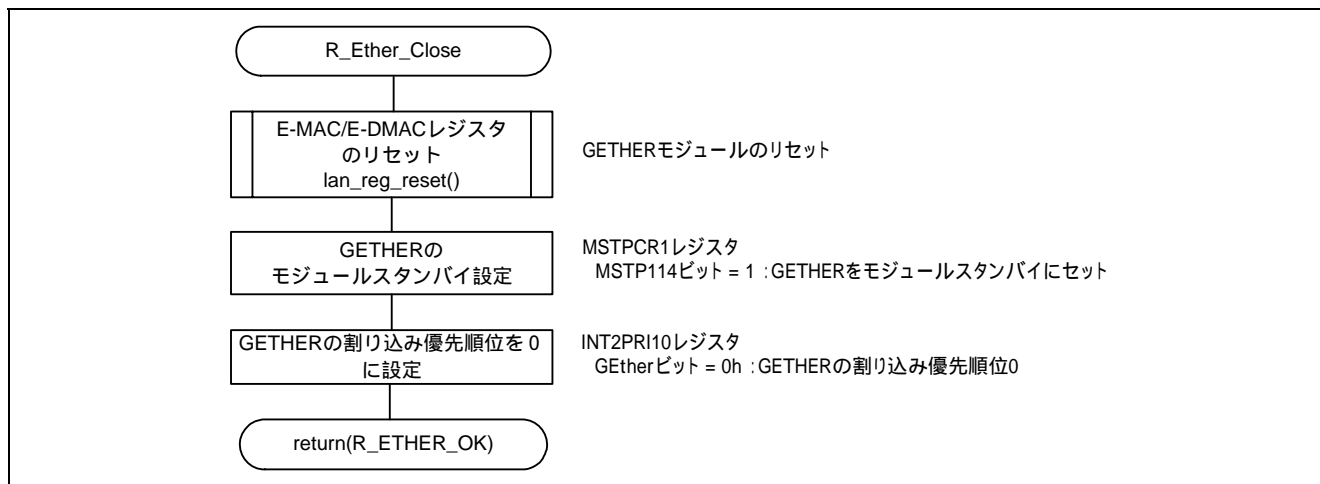 R_Ether_Close
E-MAC/E-DMACレジスタ
のリセット
lan_reg_reset()
GETHERモジュールのリセット
GETHERの
モジュールスタンバイ設定
MSTPCR1レジスタ
MSTP114ビット = 1 :GETHERをモジュールスタンバイにセット
GETHERの割り込み優先順位を0
に設定
INT2PRI10レジスタ
GEtherビット = 0h :GETHERの割り込み優先順位0
return(R_ETHER_OK)